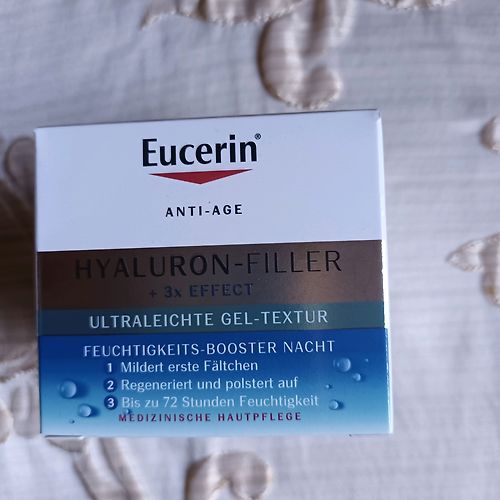 Eucerin®
ANTI-AGE
HYALURON-FILLER
+ 3x EFFECT
ULTRALEICHTE GEL-TEXTUR
FEUCHTIGKEITS-BOOSTER NACHT
1 Mildert erste Fältchen
2 Regeneriert und polstert auf
3 Bis zu 72 Stunden Feuchtigkeit
MEDIZINISCHE HAUTPFLEGE